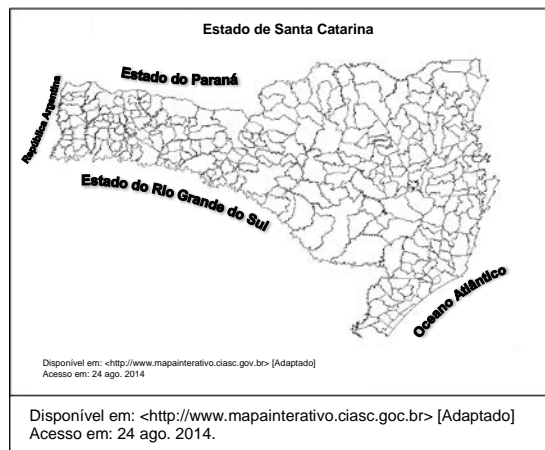 Estado de Santa Catarina
Estado do Paraná
República Argentina
Estado do Rio Grande do Sul
Oceano Atlântico
Disponível em: <http://www.mapainterativo.ciasc.gov.br> [Adaptado]
Acesso em: 24 ago. 2014
Disponível em: <http://www.mapainterativo.ciasc.goc.br> [Adaptado]
Acesso em: 24 ago. 2014.